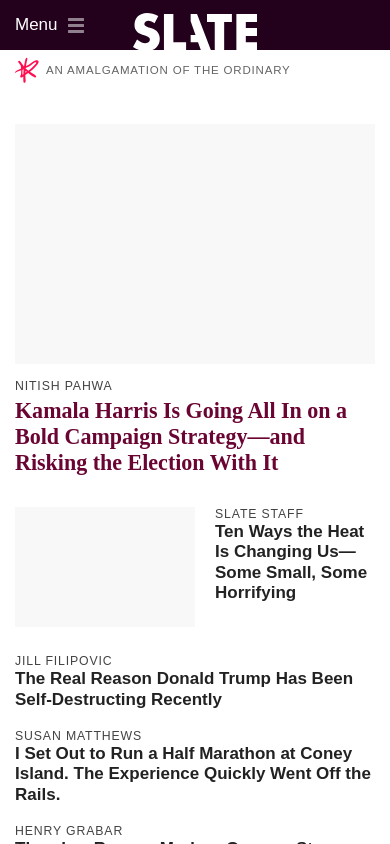 Menu
SLATE
AN AMALGAMATION OF THE ORDINARY
NITISH PAHWA
Kamala Harris Is Going All In on a
Bold Campaign Strategy—and
Risking the Election With It
SLATE STAFF
Ten Ways the Heat
Is Changing Us—
Some Small, Some
Horrifying
JILL FILIPOVIC
The Real Reason Donald Trump Has Been
Self-Destructing Recently
SUSAN MATTHEWS
I Set Out to Run a Half Marathon at Coney
Island. The Experience Quickly Went Off the
Rails.
HENRY GRABAR